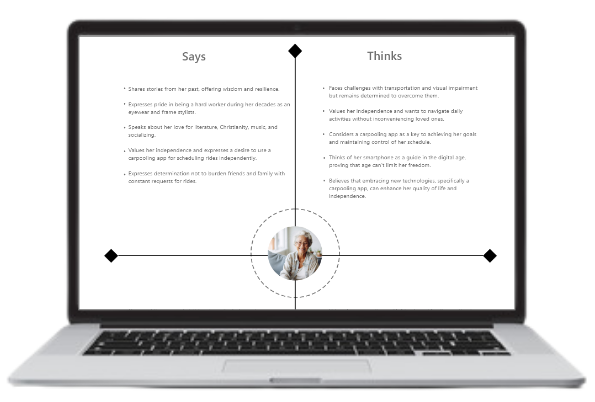 Says
• Shares stories from her past, offering wisdom and resilience.
• Expresses pride in being a hard worker during her decades as an
eyewear and frame stylists.
• Speaks about her love for literature, Christianity, music, and
socializing.
• Values her independence and expresses a desire to use a
carpooling app for scheduling rides independently.
• Expresses determination not to burden friends and family with
constant requests for rides.
Thinks
• Faces challenges with transportation and visual impairment
but remains determined to overcome them.
• Values her independence and wants to navigate daily
activities without inconveniencing loved ones.
• Considers a carpooling app as a key to achieving her goals
and maintaining control of her schedule.
• Thinks of her smartphone as a guide in the digital age,
proving that age can't limit her freedom.
• Believes that embracing new technologies, specifically a
carpooling app, can enhance her quality of life and
independence.